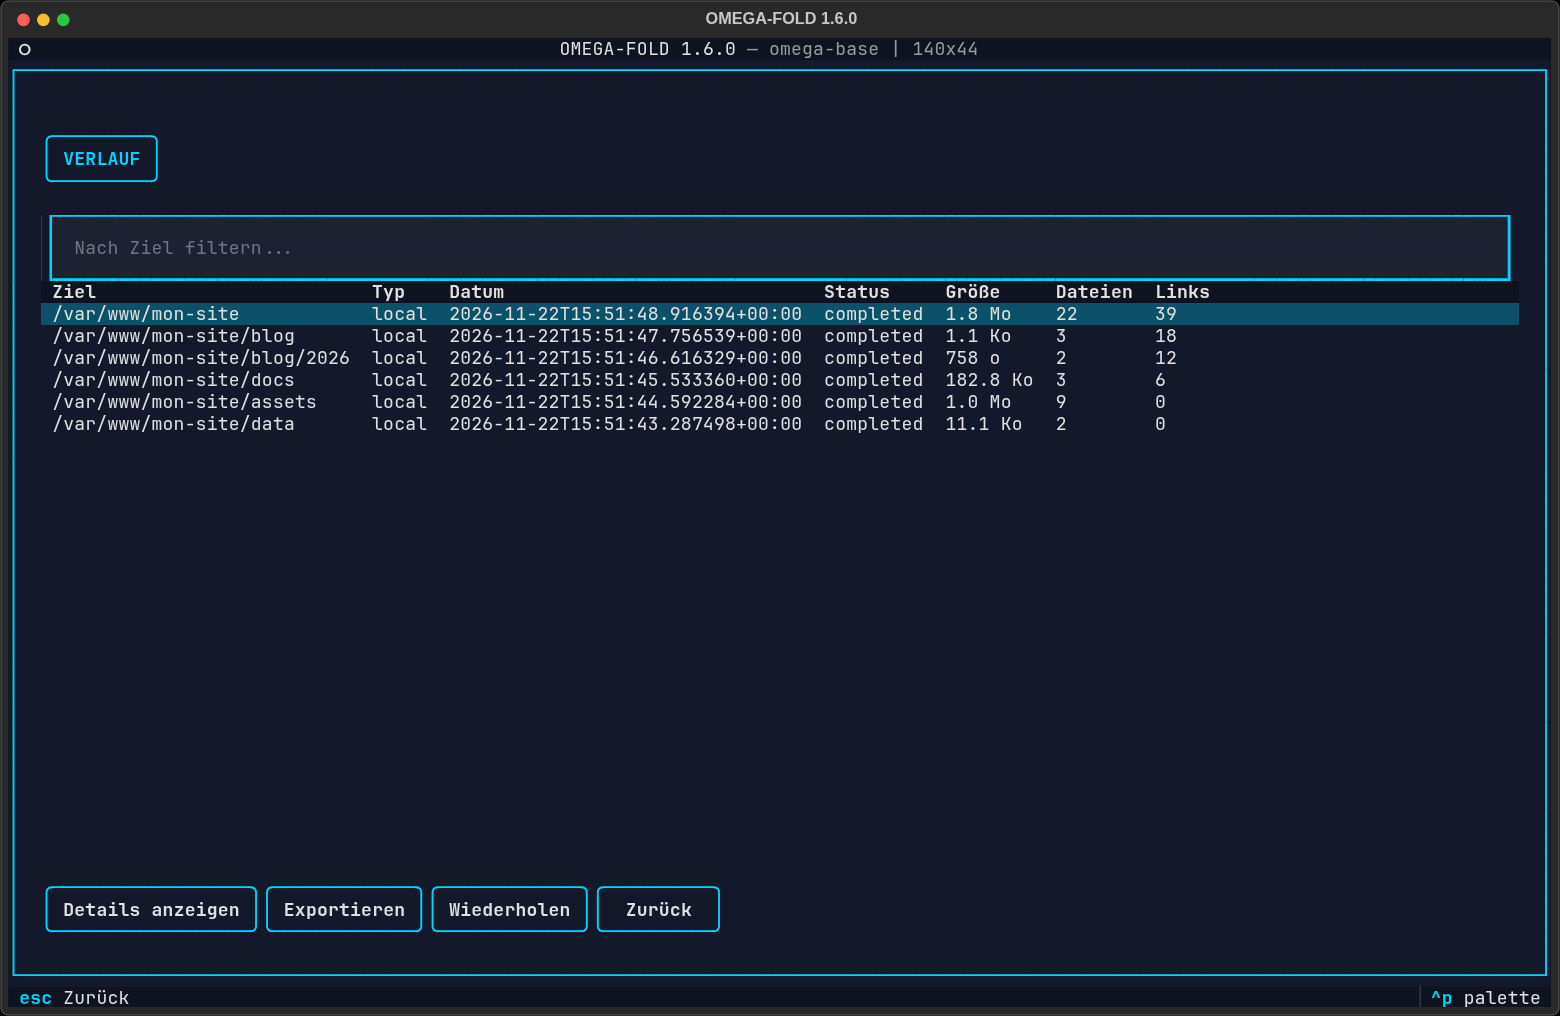 OMEGA-FOLD 1.6.0
OMEGA-FOLD 1.6.0 — omega-base | 140x44
VERLAUF
Nach Ziel filtern...
Ziel Typ Datum Status Größe Dateien Links
/var/www/mon-site local 2026-11-22T15:51:48.916394+00:00 completed 1.8 Mo 22 39
/var/www/mon-site/blog local 2026-11-22T15:51:47.756539+00:00 completed 1.1 Ko 3 18
/var/www/mon-site/blog/2026 local 2026-11-22T15:51:46.616329+00:00 completed 758 o 2 12
/var/www/mon-site/docs local 2026-11-22T15:51:45.533360+00:00 completed 182.8 Ko 3 6
/var/www/mon-site/assets local 2026-11-22T15:51:44.592284+00:00 completed 1.0 Mo 9 0
/var/www/mon-site/data local 2026-11-22T15:51:43.287498+00:00 completed 11.1 Ko 2 0
Details anzeigen Exportieren Wiederholen Zurück
esc Zurück ^p palette